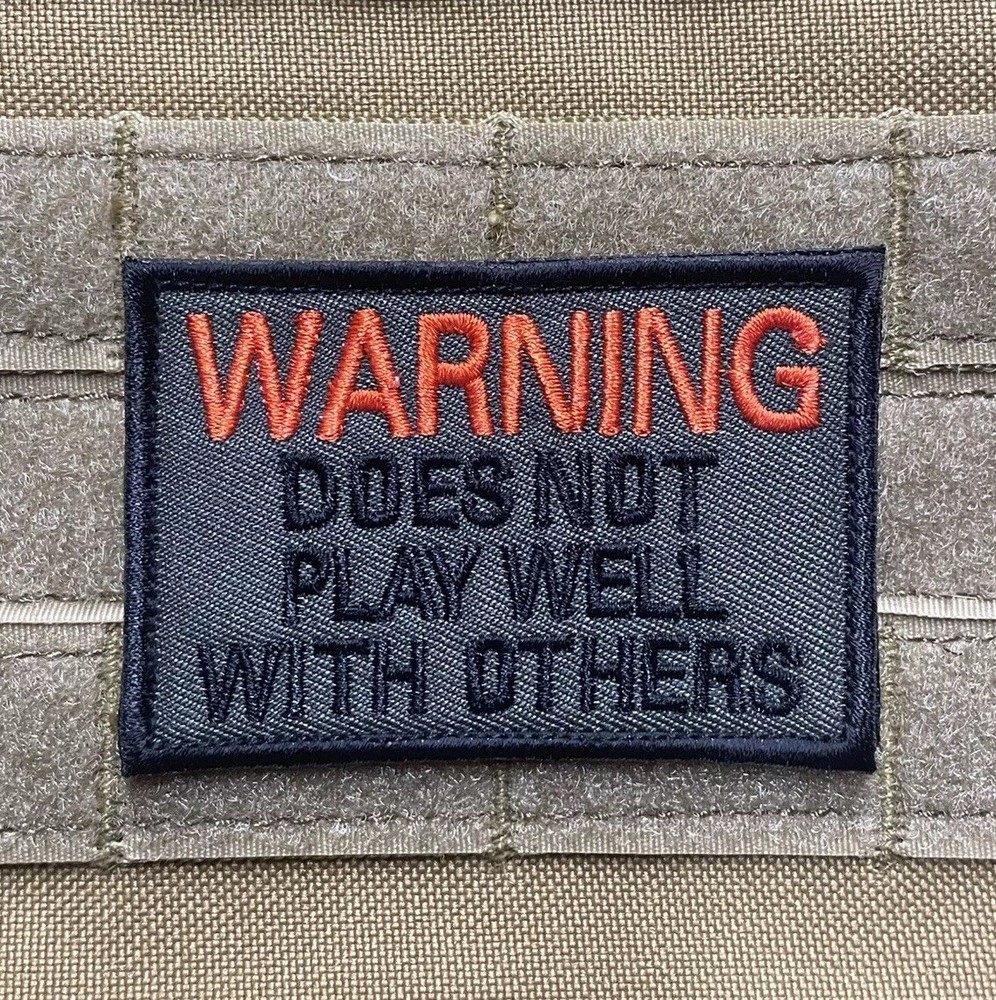 WARNING
DOES NOT
PLAY WELL
WITH OTHERS